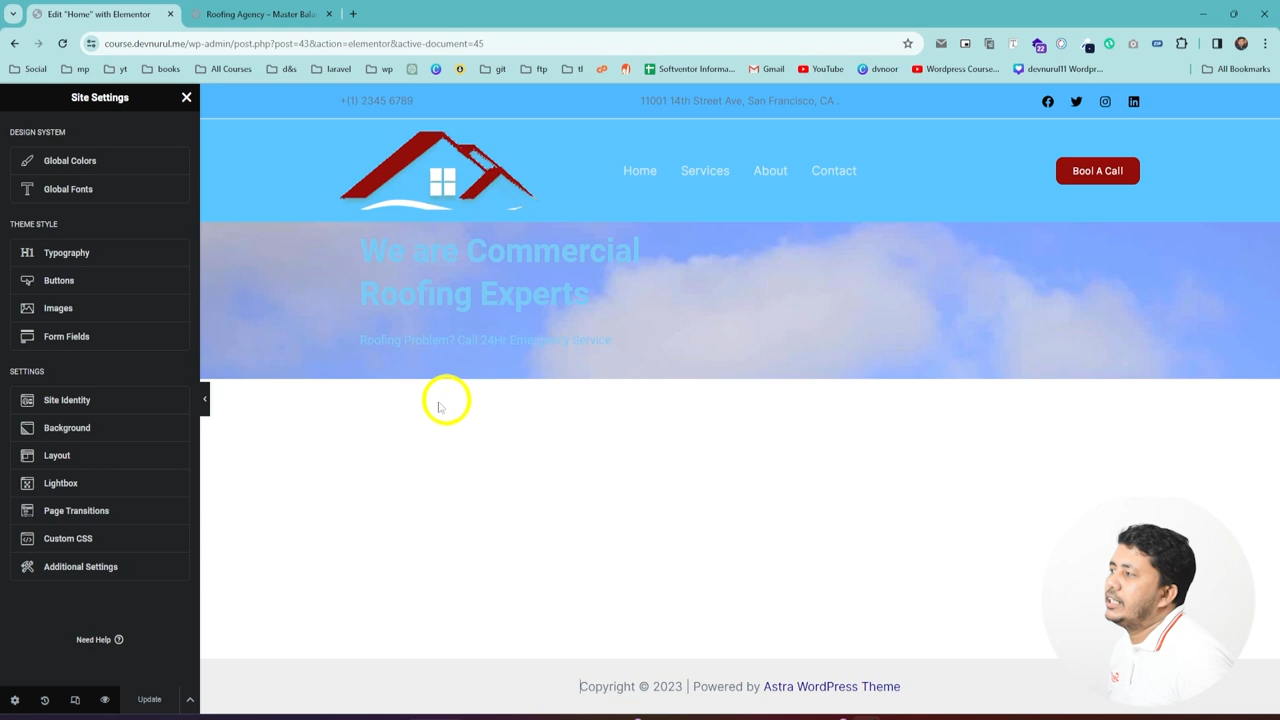 Edit "Home" with Elementor
Roofing Agency – Master Bala
course.devnurul.me/wp-admin/post.php?post=43&action=elementor&active-document=45
Social
mp
yt
books
All Courses
d&s
laravel
wp
git
ftp
tl
Softventor Informa...
Gmail
YouTube
dvnoor
Wordpress Course...
devnurul11 Wordpr...
All Bookmarks
22
Site Settings
DESIGN SYSTEM
Global Colors
Global Fonts
THEME STYLE
H1 Typography
Buttons
Images
Form Fields
SETTINGS
Site Identity
Background
Layout
Lightbox
Page Transitions
Custom CSS
Additional Settings
Need Help
Update
+(1) 2345 6789
11001 14th Street Ave, San Francisco, CA .
Home
Services
About
Contact
Bool A Call
We are Commercial
Roofing Experts
Roofing Problem? Call 24Hr Emergency Service
Copyright © 2023 | Powered by Astra WordPress Theme